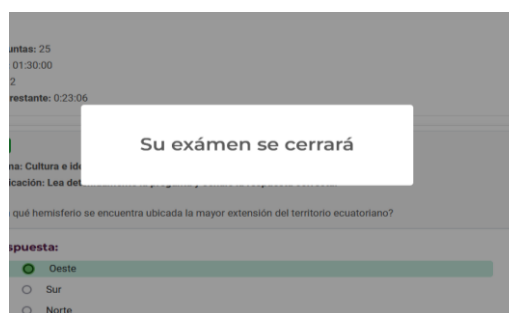 untas: 25
01:30:00
2
restante: 0:23:06
Su exámen se cerrará
na: Cultura e ide
icación: Lea det
qué hemisferio se encuentra ubicada la mayor extensión del territorio ecuatoriano?
spuesta:
Oeste
Sur
Norte